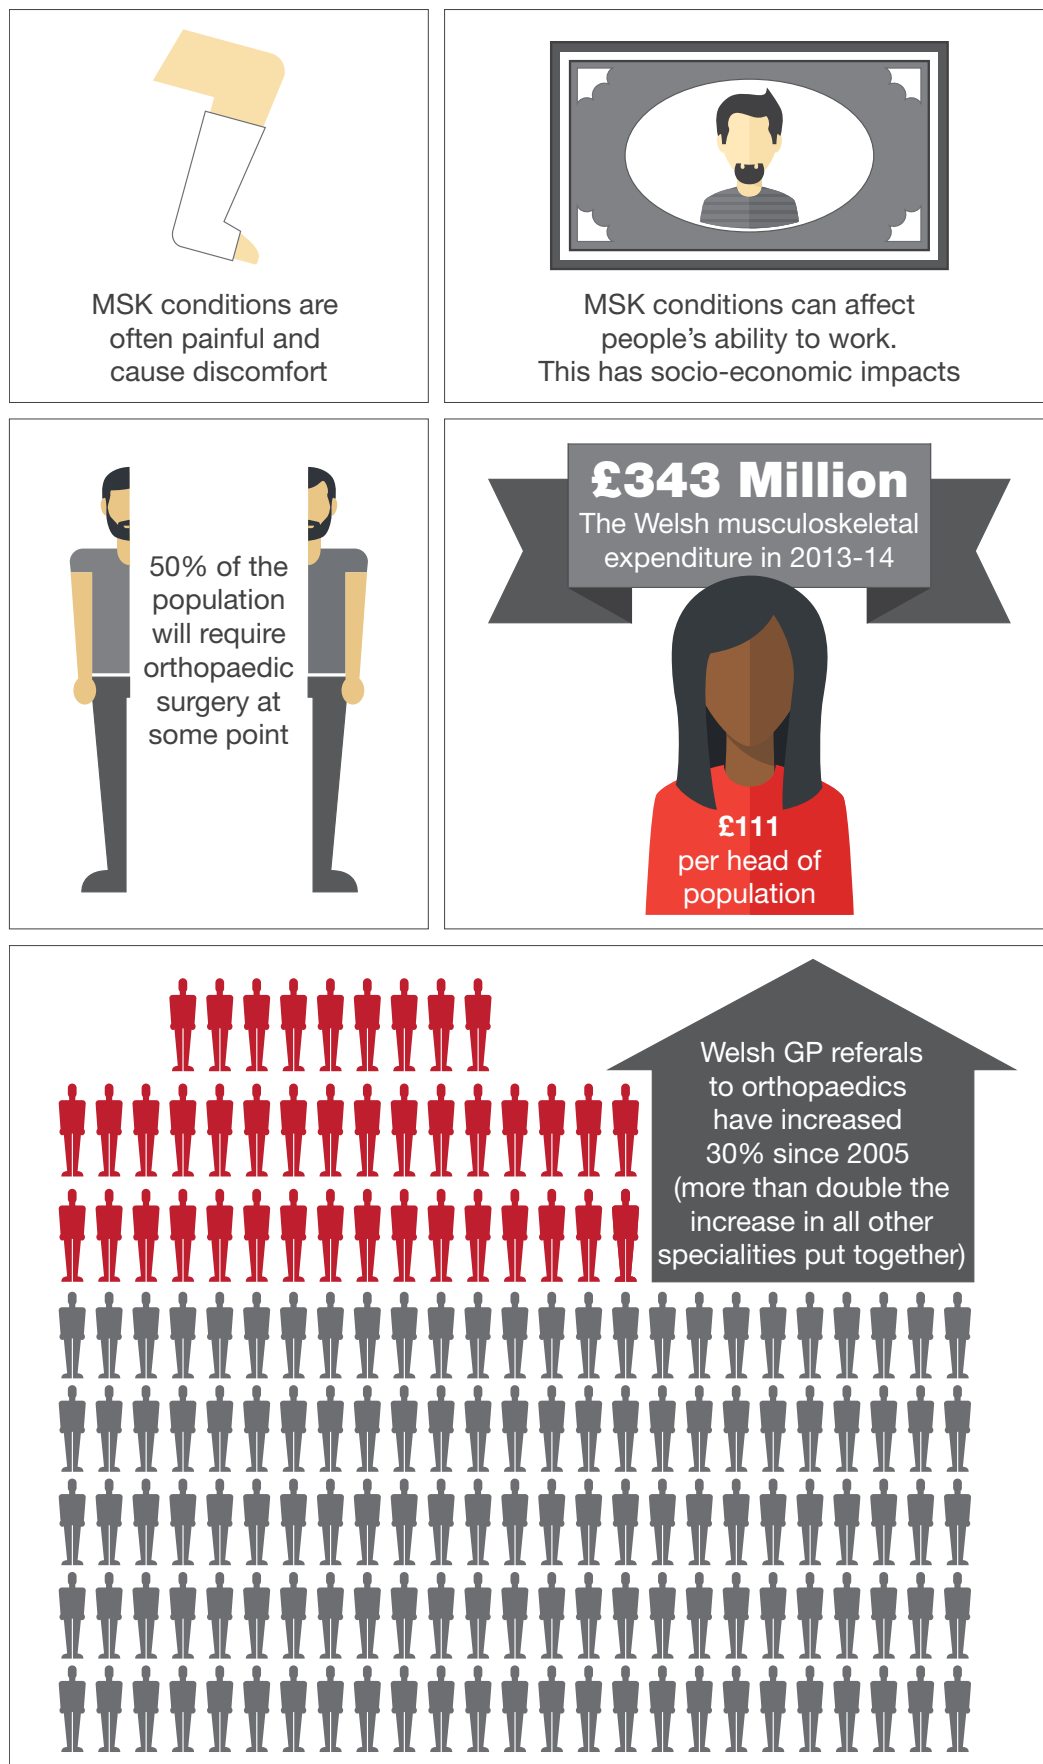 MSK conditions are
often painful and
cause discomfort
MSK conditions can affect
people’s ability to work.
This has socio-economic impacts
50% of the
population
will require
orthopaedic
surgery at
some point
£343 Million
The Welsh musculoskeletal
expenditure in 2013-14
£111
per head of
population
Welsh GP referals
to orthopaedics
have increased
30% since 2005
(more than double the
increase in all other
specialities put together)